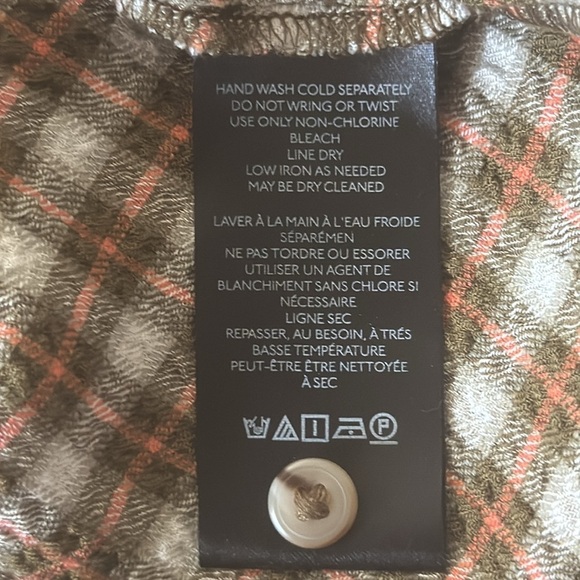 HAND WASH COLD SEPARATELY
DO NOT WRING OR TWIST
USE ONLY NON-CHLORINE
BLEACH
LINE DRY
LOW IRON AS NEEDED
MAY BE DRY CLEANED
LAVER À LA MAIN À L'EAU FROIDE
SÉPARÉMEN
NE PAS TORDRE OU ESSORER
UTILISER UN AGENT DE
BLANCHIMENT SANS CHLORE SI
NÉCESSAIRE
LIGNE SEC
REPASSER, AU BESOIN, À TRÉS
BASSE TEMPÉRATURE
PEUT-ÊTRE ÊTRE NETTOYÉE
À SEC
P